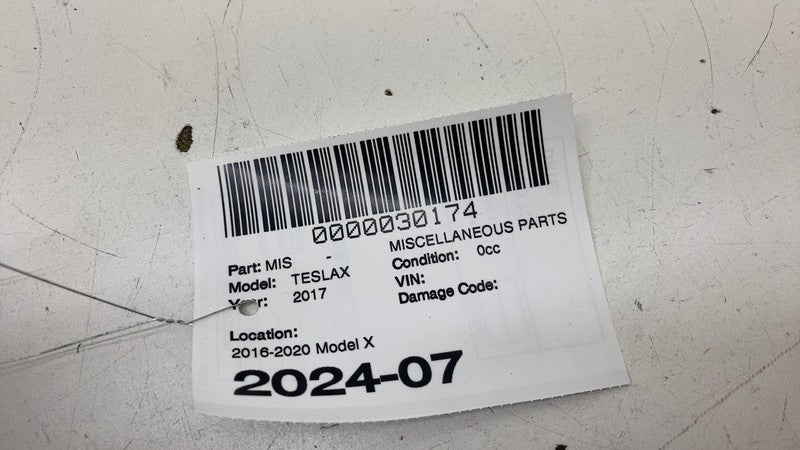 0000030174
Part: MIS -
MISCELLANEOUS PARTS
Model: TESLAX
Condition: 0cc
Year: 2017
VIN:
Damage Code:
Location:
2016-2020 Model X
2024-07